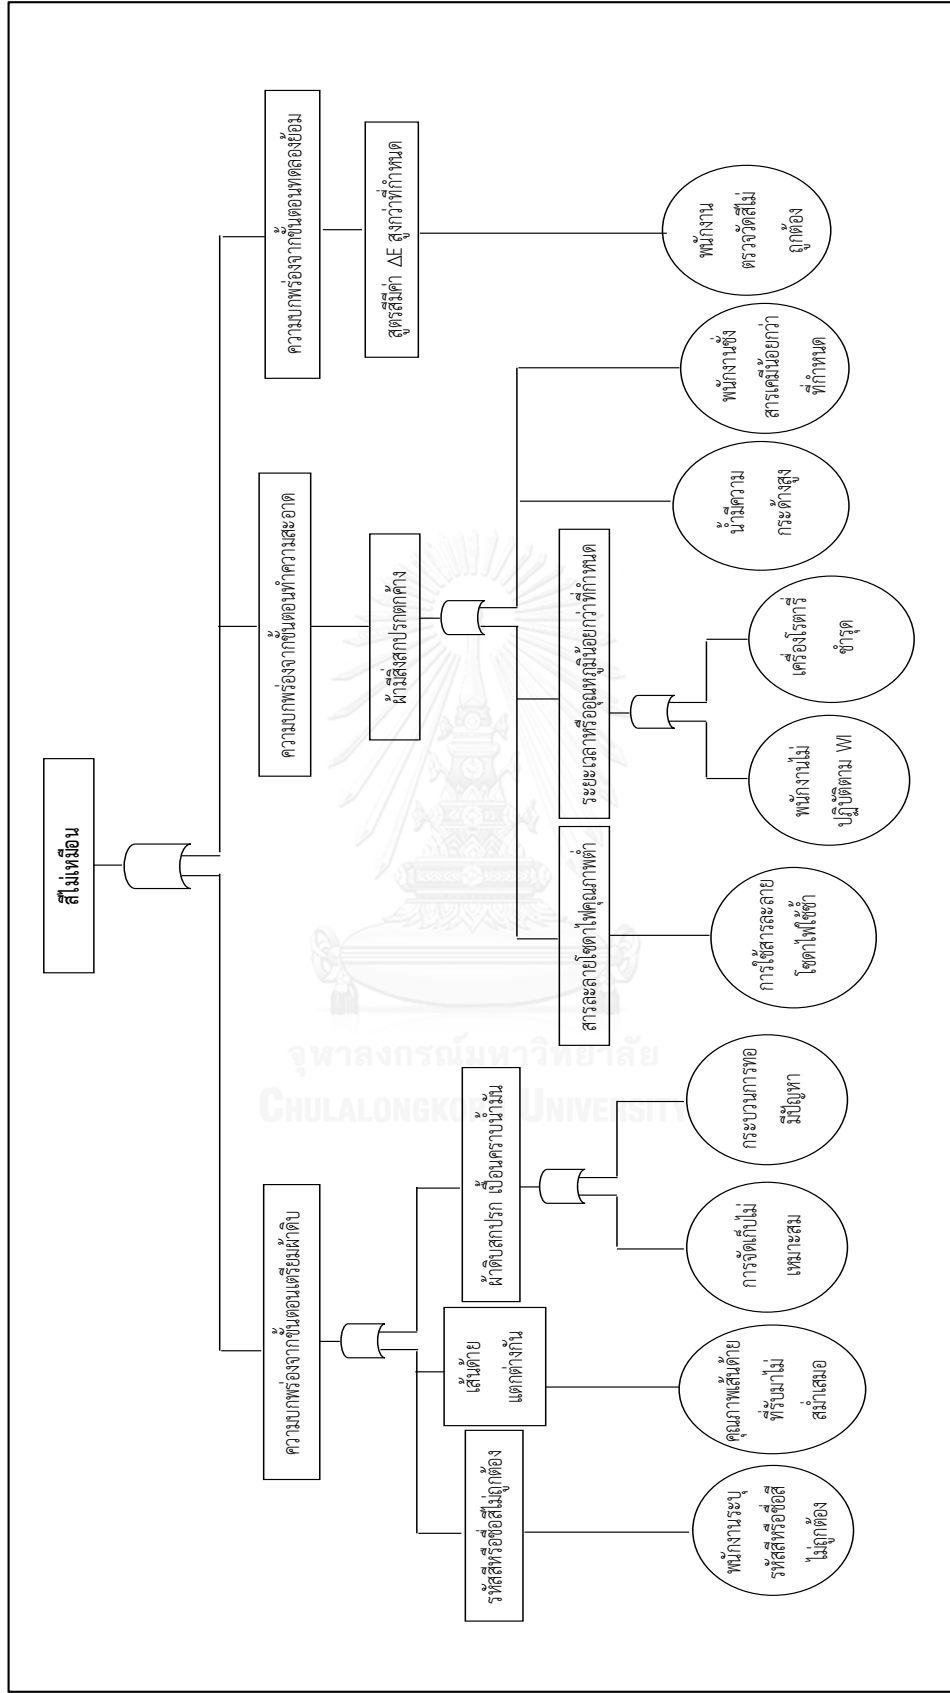 สีไม่เหมือน
ความบกพร่องจากขั้นตอนเตรียมผ้าดิบ
ความบกพร่องจากขั้นตอนทำความสะอาด
ความบกพร่องจากขั้นตอนทดลองย้อม
รหัสสีหรือชื่อสีไม่ถูกต้อง
เส้นด้าย
แตกต่างกัน
ผ้าดิบสกปรก เปื้อนคราบน้ำมัน
ผ้ามีสิ่งสกปรกตกค้าง
สูตรสีมีค่า ΔE สูงกว่าที่กำหนด
สารละลายโซดาไฟคุณภาพต่ำ
ระยะเวลาหรืออุณหภูมิน้อยกว่าที่กำหนด
พนักงานระบุ
รหัสสีหรือชื่อสี
ไม่ถูกต้อง
คุณภาพเส้นด้าย
ที่รับมาไม่
สม่ำเสมอ
การจัดเก็บไม่
เหมาะสม
กระบวนการทอ
มีปัญหา
การใช้สารละลาย
โซดาไฟใช้ซ้ำ
พนักงานไม่
ปฏิบัติตาม WI
เครื่องโรตารี่
ชำรุด
น้ำมีความ
กระด้างสูง
พนักงานชั่ง
สารเคมีน้อยกว่า
ที่กำหนด
พนักงาน
ตรวจวัดสีไม่
ถูกต้อง
จุฬาลงกรณ์มหาวิทยาลัย
CHULALONGKORN UNIVERSITY